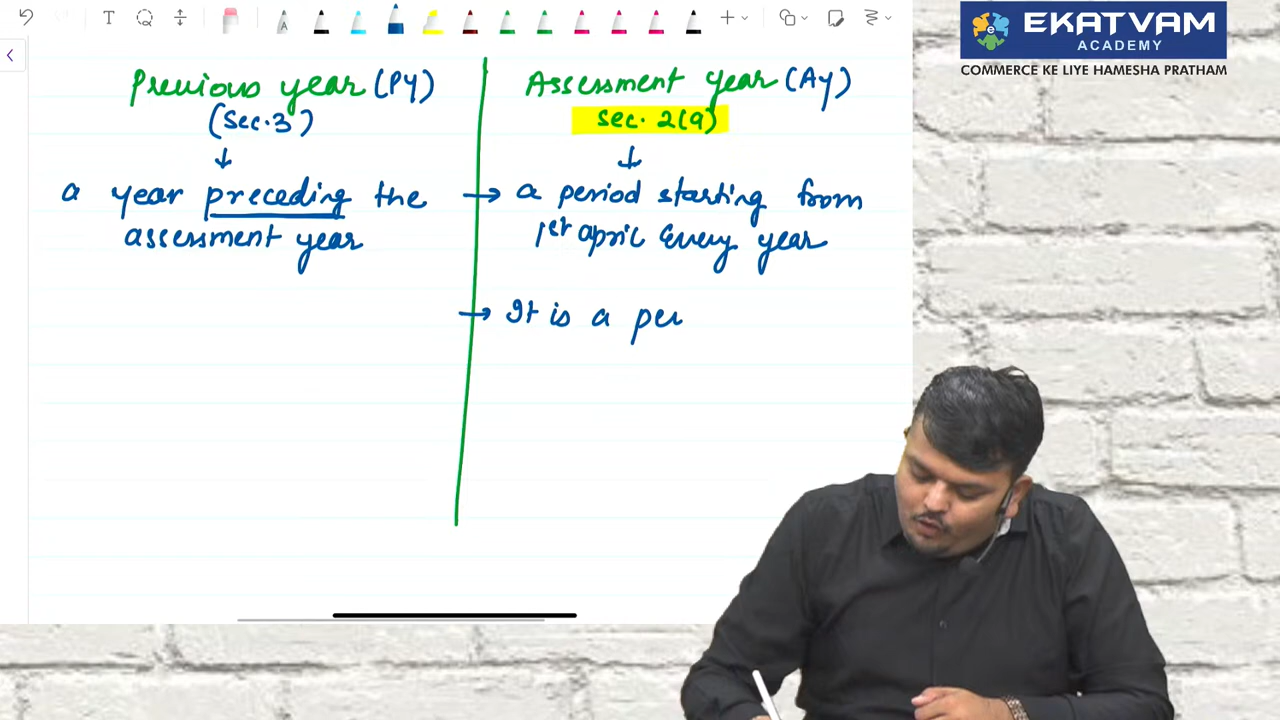 EKATVAM
ACADEMY
COMMERCE KE LIYE HAMESHA PRATHAM
Previous year (PY)
(Sec. 3)
a year preceding the
assessment year
Assessment year (Ay)
Sec. 2(9)
→ a period starting from
1st april every year
→ It is a per